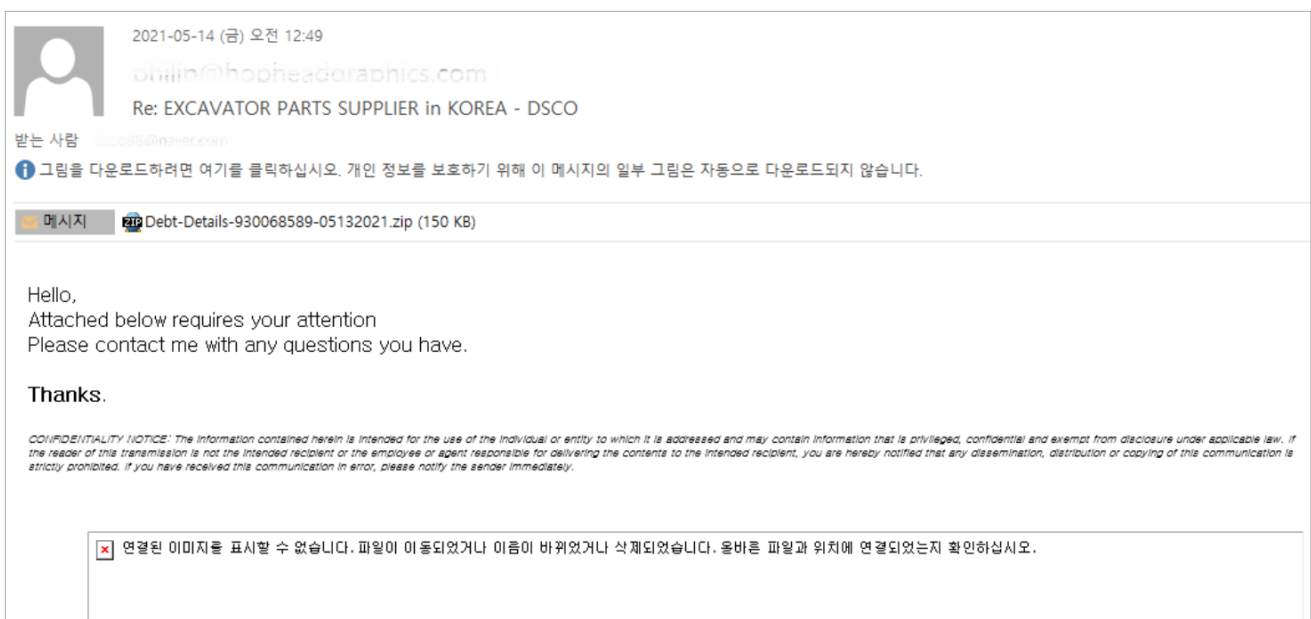 2021-05-14 (금) 오전 12:49
philip@hopheadgraphics.com
Re: EXCAVATOR PARTS SUPPLIER in KOREA - DSCO
받는 사람
그림을 다운로드하려면 여기를 클릭하십시오. 개인 정보를 보호하기 위해 이 메시지의 일부 그림은 자동으로 다운로드되지 않습니다.
메시지 ZIP Debt-Details-930068589-05132021.zip (150 KB)
Hello,
Attached below requires your attention
Please contact me with any questions you have.
Thanks.
CONFIDENTIALITY NOTICE: The information contained herein is intended for the use of the individual or entity to which it is addressed and may contain information that is privileged, confidential and exempt from disclosure under applicable law. If
the reader of this transmission is not the intended recipient or the employee or agent responsible for delivering the contents to the intended recipient, you are hereby notified that any dissemination, distribution or copying of this communication is
strictly prohibited. If you have received this communication in error, please notify the sender immediately.
연결된 이미지를 표시할 수 없습니다. 파일이 이동되었거나 이름이 바뀌었거나 삭제되었습니다. 올바른 파일과 위치에 연결되었는지 확인하십시오.